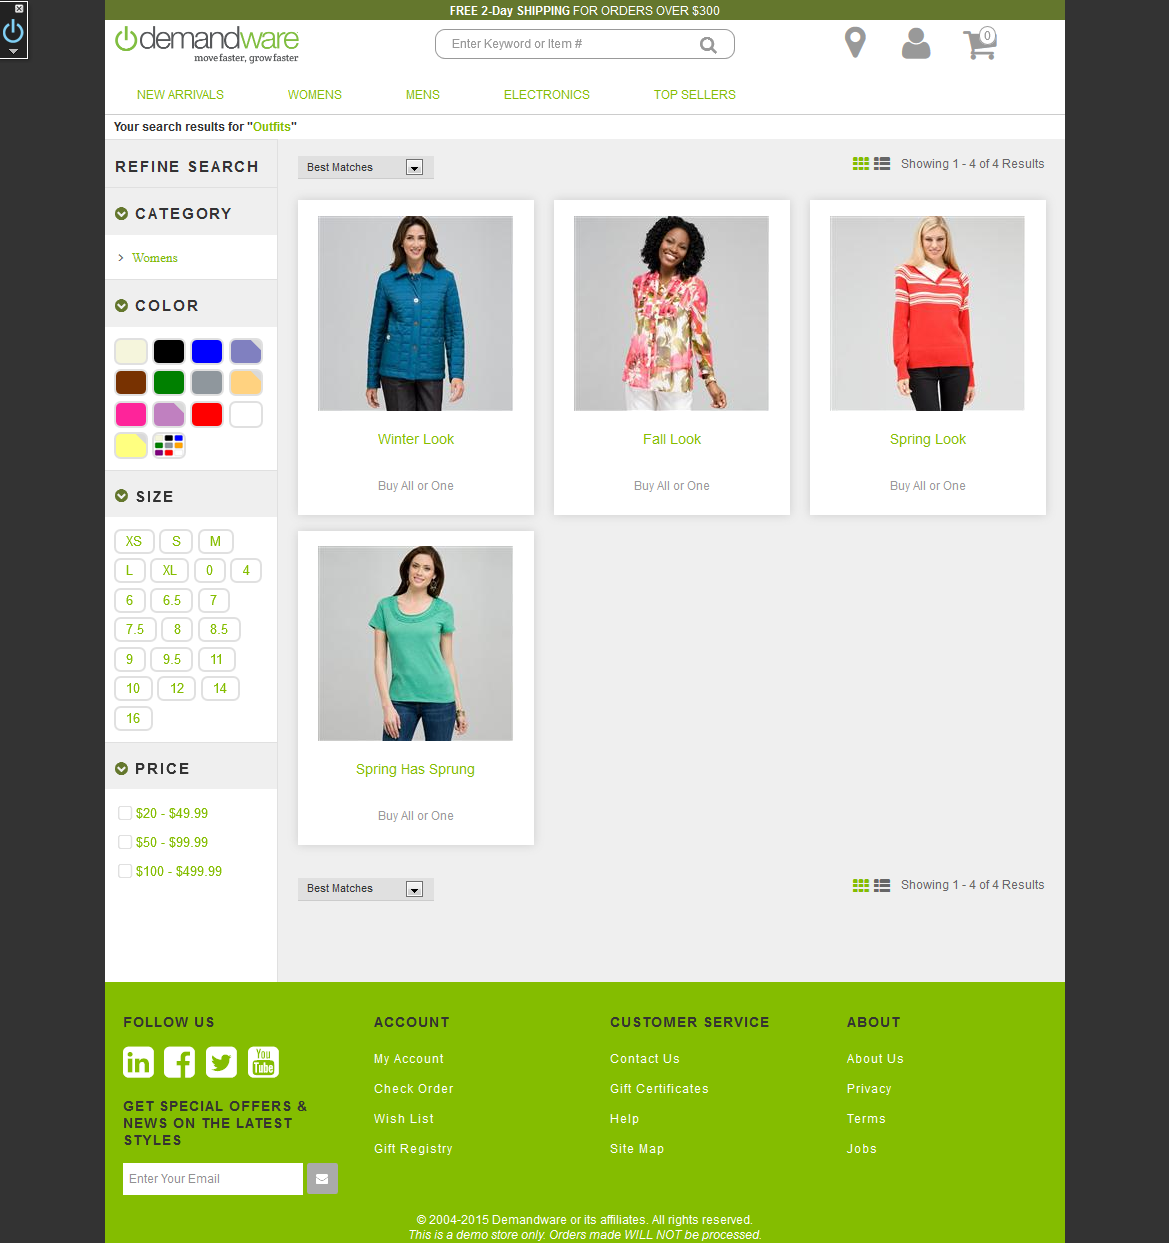 FREE 2-Day SHIPPING FOR ORDERS OVER $300
demandware
move faster, grow faster
Enter Keyword or Item #
0
NEW ARRIVALS WOMENS MENS ELECTRONICS TOP SELLERS
Your search results for "Outfits"
REFINE SEARCH
CATEGORY
Womens
COLOR
SIZE
XS S M
L XL 0 4
6 6.5 7
7.5 8 8.5
9 9.5 11
10 12 14
16
PRICE
$20 - $49.99
$50 - $99.99
$100 - $499.99
Best Matches
Showing 1 - 4 of 4 Results
Winter Look
Buy All or One
Fall Look
Buy All or One
Spring Look
Buy All or One
Spring Has Sprung
Buy All or One
Best Matches
Showing 1 - 4 of 4 Results
FOLLOW US
in
You
Tube
GET SPECIAL OFFERS &
NEWS ON THE LATEST
STYLES
Enter Your Email
ACCOUNT
My Account
Check Order
Wish List
Gift Registry
CUSTOMER SERVICE
Contact Us
Gift Certificates
Help
Site Map
ABOUT
About Us
Privacy
Terms
Jobs
© 2004-2015 Demandware or its affiliates. All rights reserved.
This is a demo store only. Orders made WILL NOT be processed.